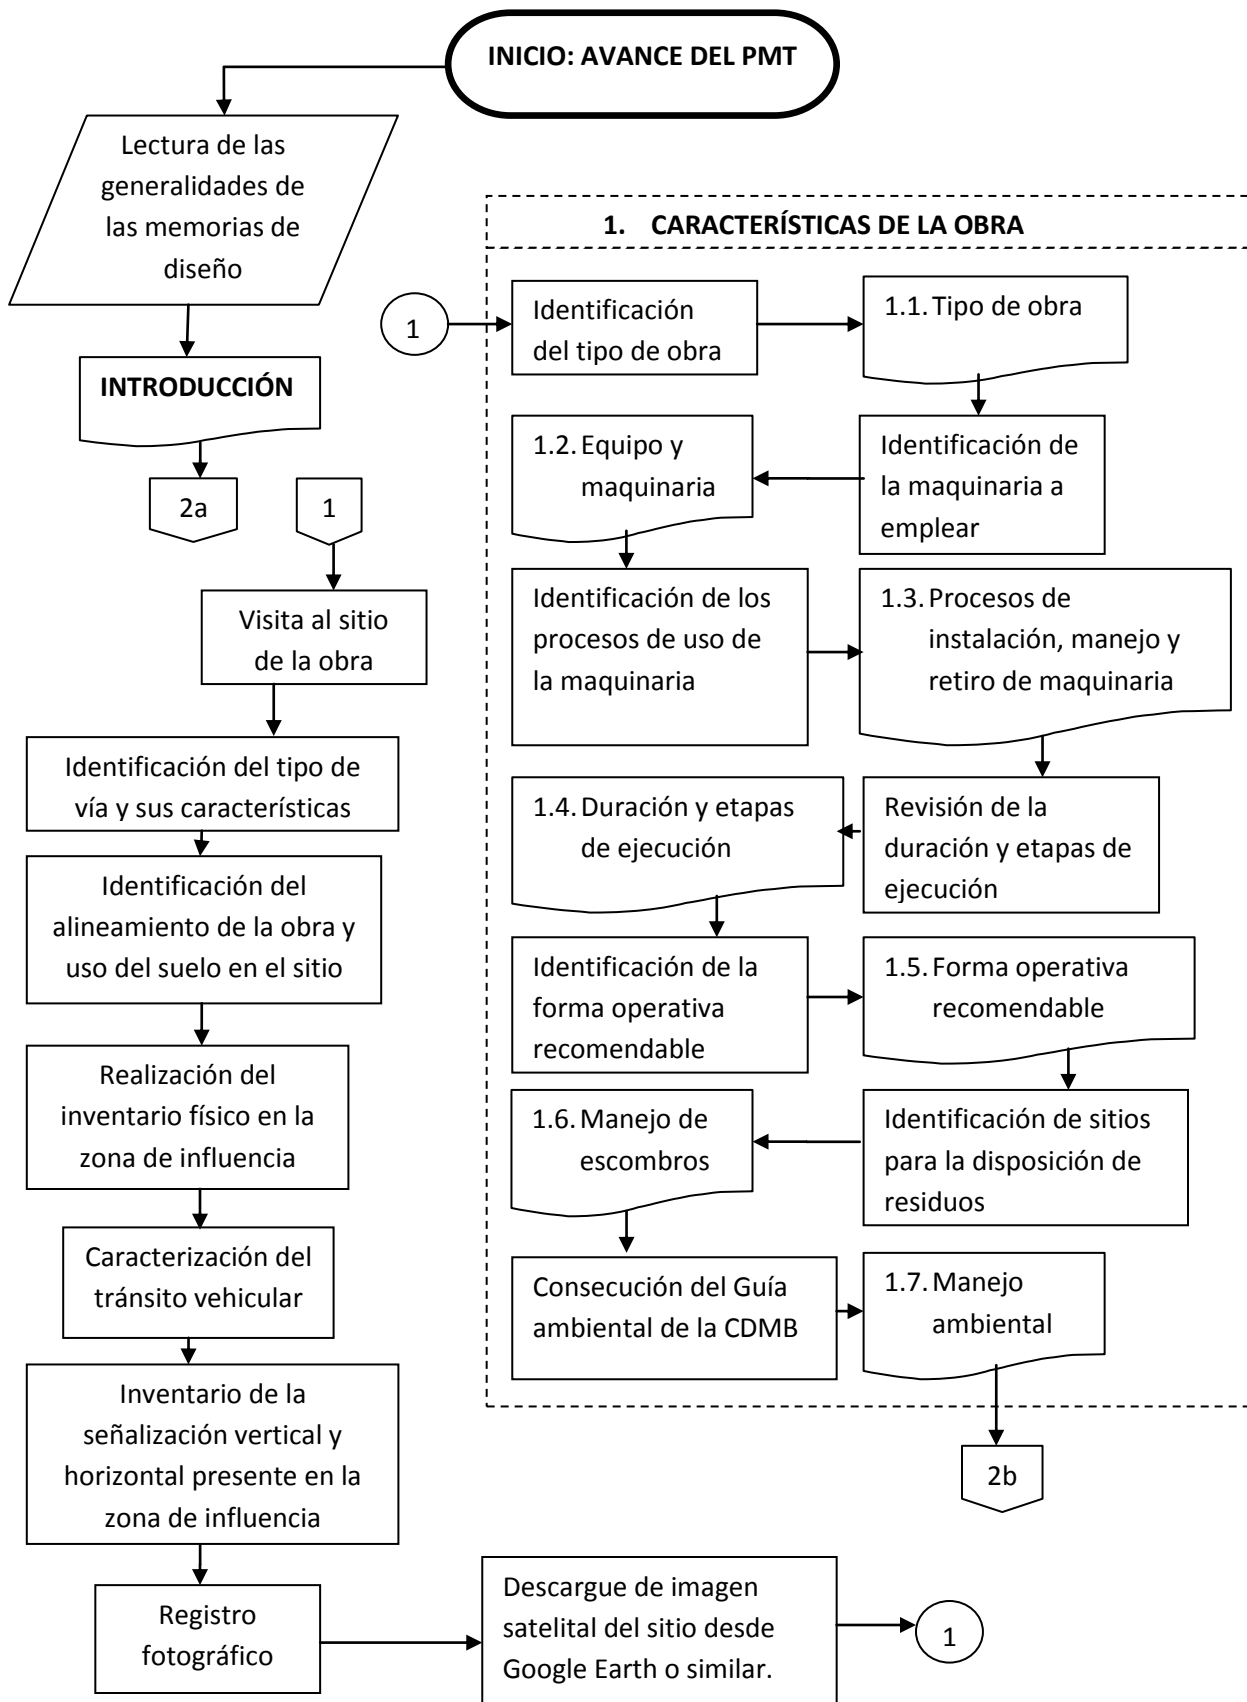 INICIO: AVANCE DEL PMT
Lectura de las
generalidades de
las memorias de
diseño
INTRODUCCIÓN
2a
1
Visita al sitio
de la obra
Identificación del tipo de
vía y sus características
Identificación del
alineamiento de la obra y
uso del suelo en el sitio
Realización del
inventario físico en la
zona de influencia
Caracterización del
tránsito vehicular
Inventario de la
señalización vertical y
horizontal presente en la
zona de influencia
Registro
fotográfico
Descargue de imagen
satelital del sitio desde
Google Earth o similar.
1
1. CARACTERÍSTICAS DE LA OBRA
1
Identificación
del tipo de obra
1.1. Tipo de obra
Identificación de
la maquinaria a
emplear
1.2. Equipo y
maquinaria
Identificación de los
procesos de uso de
la maquinaria
1.3. Procesos de
instalación, manejo y
retiro de maquinaria
Revisión de la
duración y etapas de
ejecución
1.4. Duración y etapas
de ejecución
Identificación de la
forma operativa
recomendable
1.5. Forma operativa
recomendable
Identificación de sitios
para la disposición de
residuos
1.6. Manejo de
escombros
Consecución del Guía
ambiental de la CDMB
1.7. Manejo
ambiental
2b